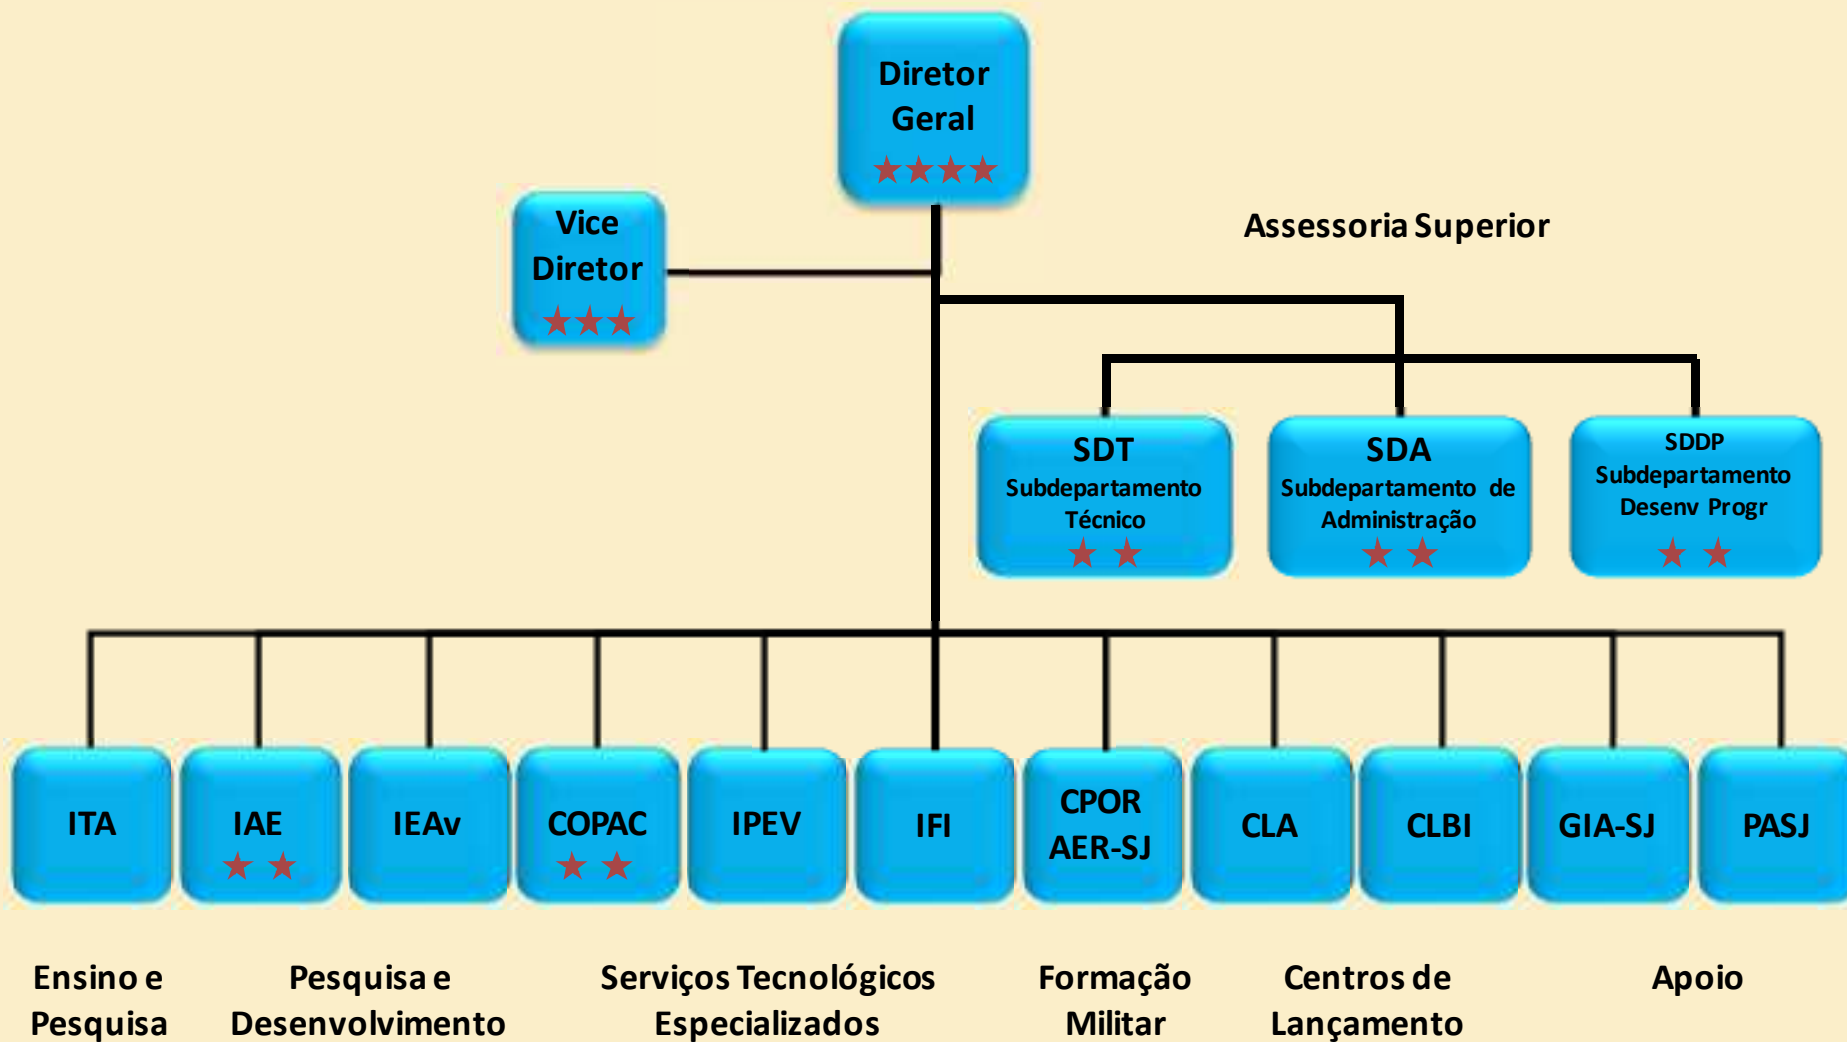 Diretor
Geral
Vice
Diretor
Assessoria Superior
SDT
Subdepartamento
Técnico
SDA
Subdepartamento de
Administração
SDDP
Subdepartamento
Desenv Progr
ITA
IAE
IEAv
COPAC
IPEV
IFI
CPOR
AER-SJ
CLA
CLBI
GIA-SJ
PASJ
Ensino e
Pesquisa
Pesquisa e
Desenvolvimento
Serviços Tecnológicos
Especializados
Formação
Militar
Centros de
Lançamento
Apoio